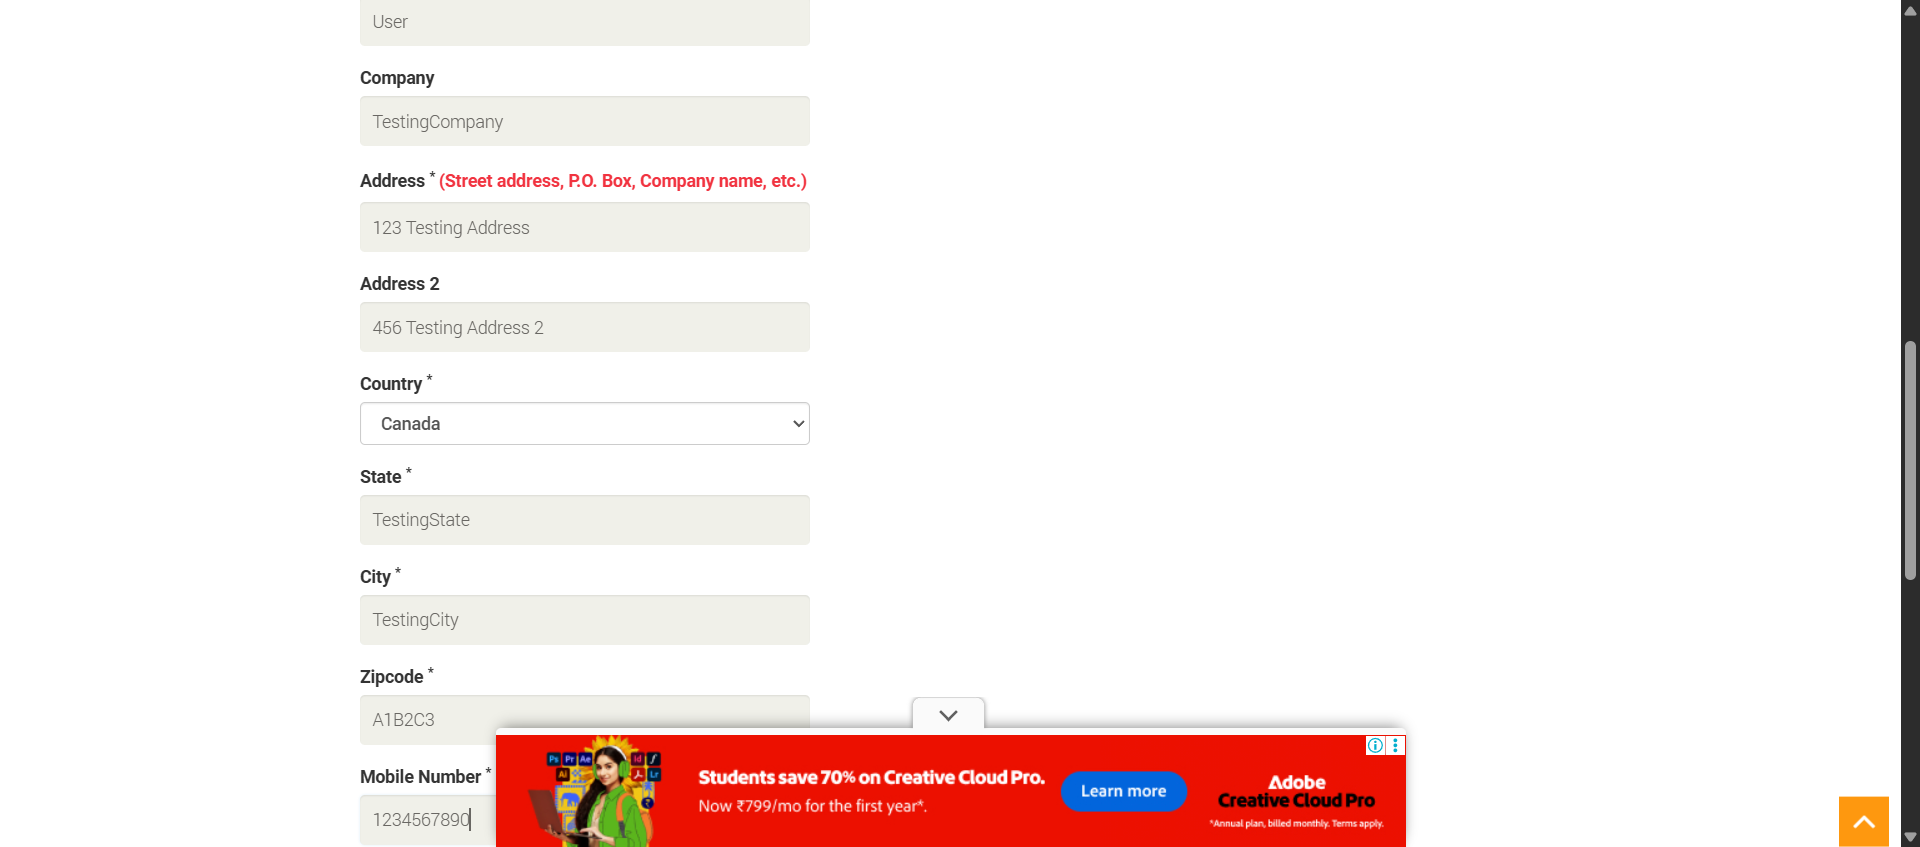 User
Company
TestingCompany
Address * (Street address, P.O. Box, Company name, etc.)
123 Testing Address
Address 2
456 Testing Address 2
Country *
Canada
State *
TestingState
City *
TestingCity
Zipcode *
A1B2C3
Mobile Number *
1234567890
Ps Pr Ae Id
Ai Lr
Students save 70% on Creative Cloud Pro.
Now ₹799/mo for the first year*.
Learn more
Adobe
Creative Cloud Pro
*Annual plan, billed monthly. Terms apply.